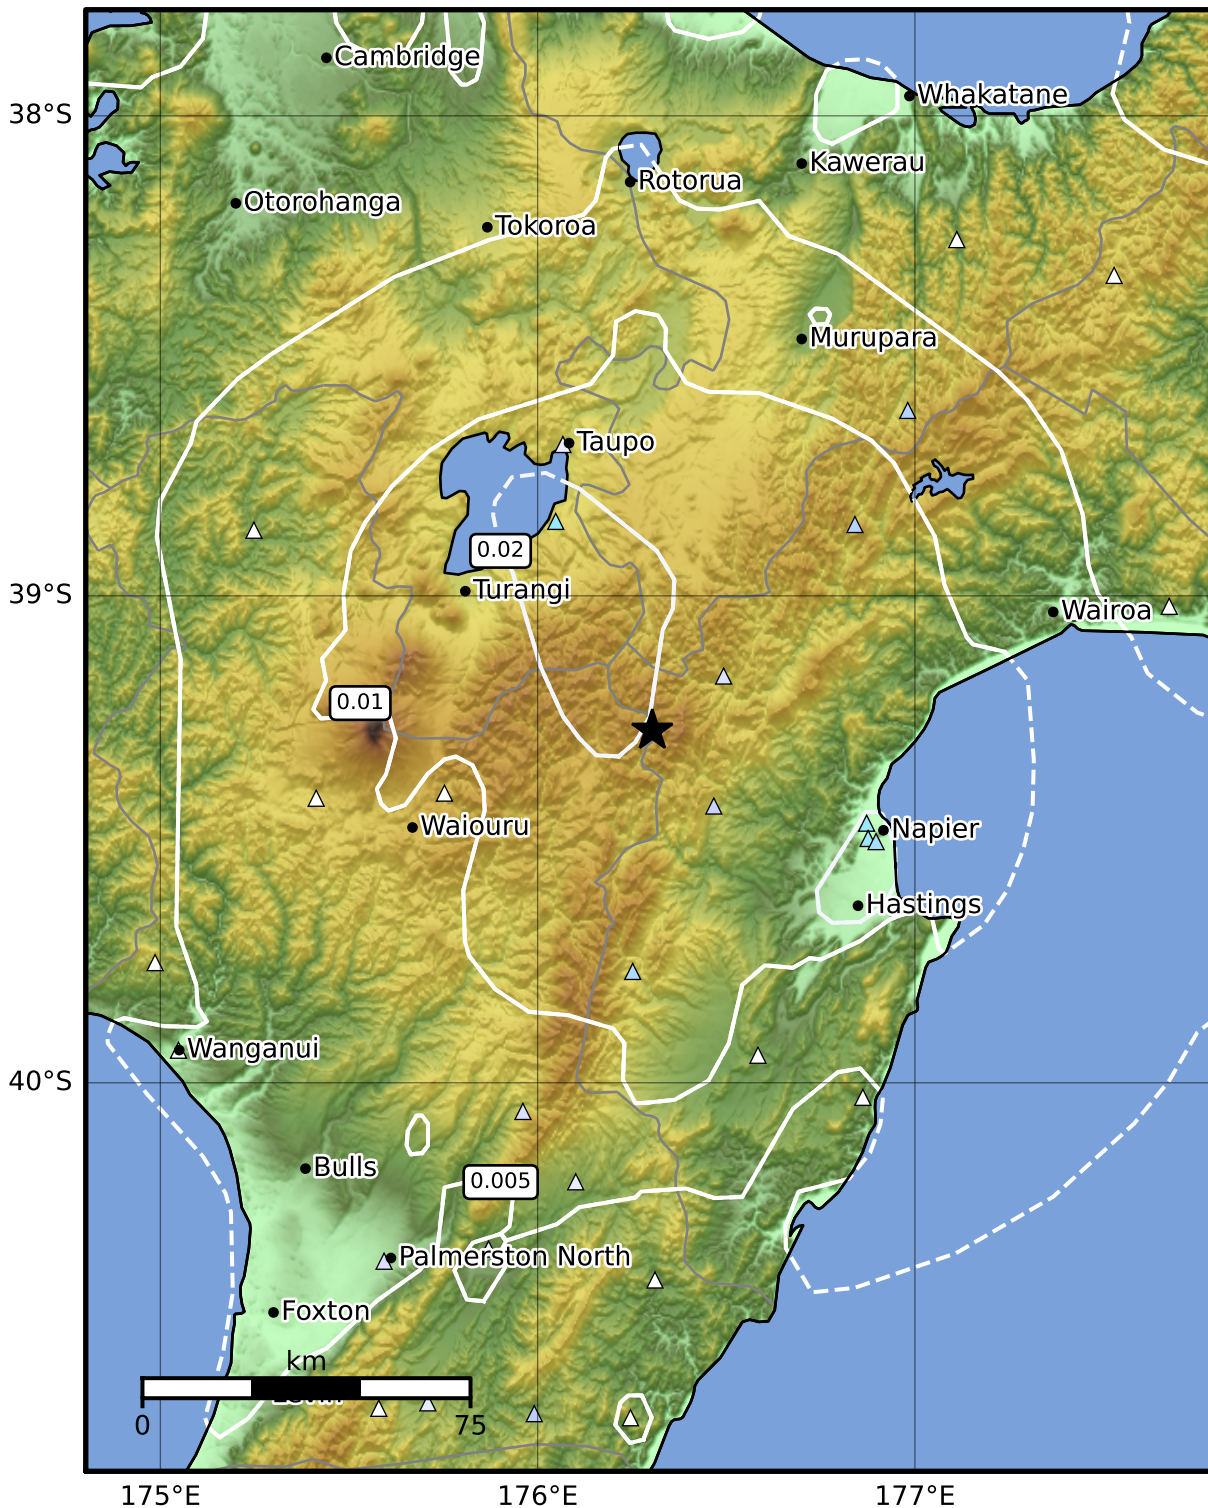 Cambridge
Whakatane
38°S
Kawerau
Rotorua
Otorohanga
Tokoroa
Murupara
Taupo
0.02
Turangi
39°S
Wairoa
0.01
Waiouru
Napier
Hastings
Wanganui
40°S
Bulls
0.005
Palmerston North
Foxton
km
0
75
175°E
176°E
177°E